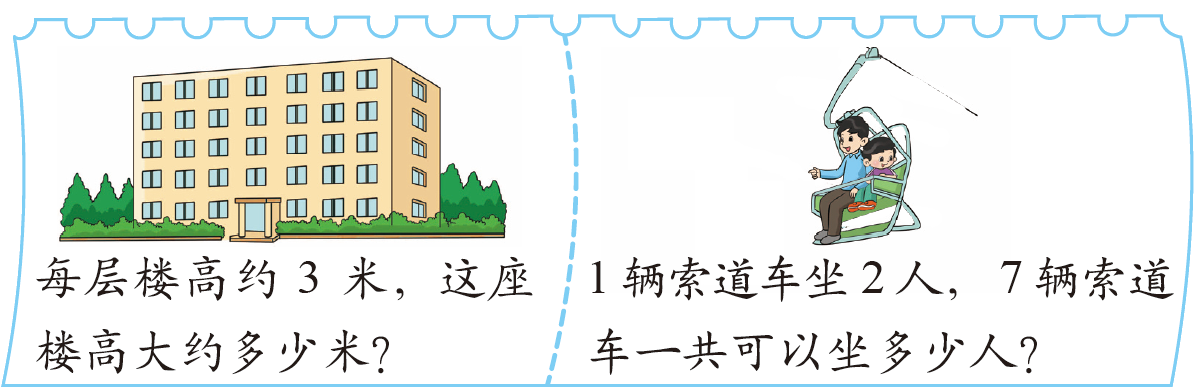 每层楼高约 3 米，这座
楼高大约多少米？
1 辆索道车坐 2 人，7 辆索道
车一共可以坐多少人？